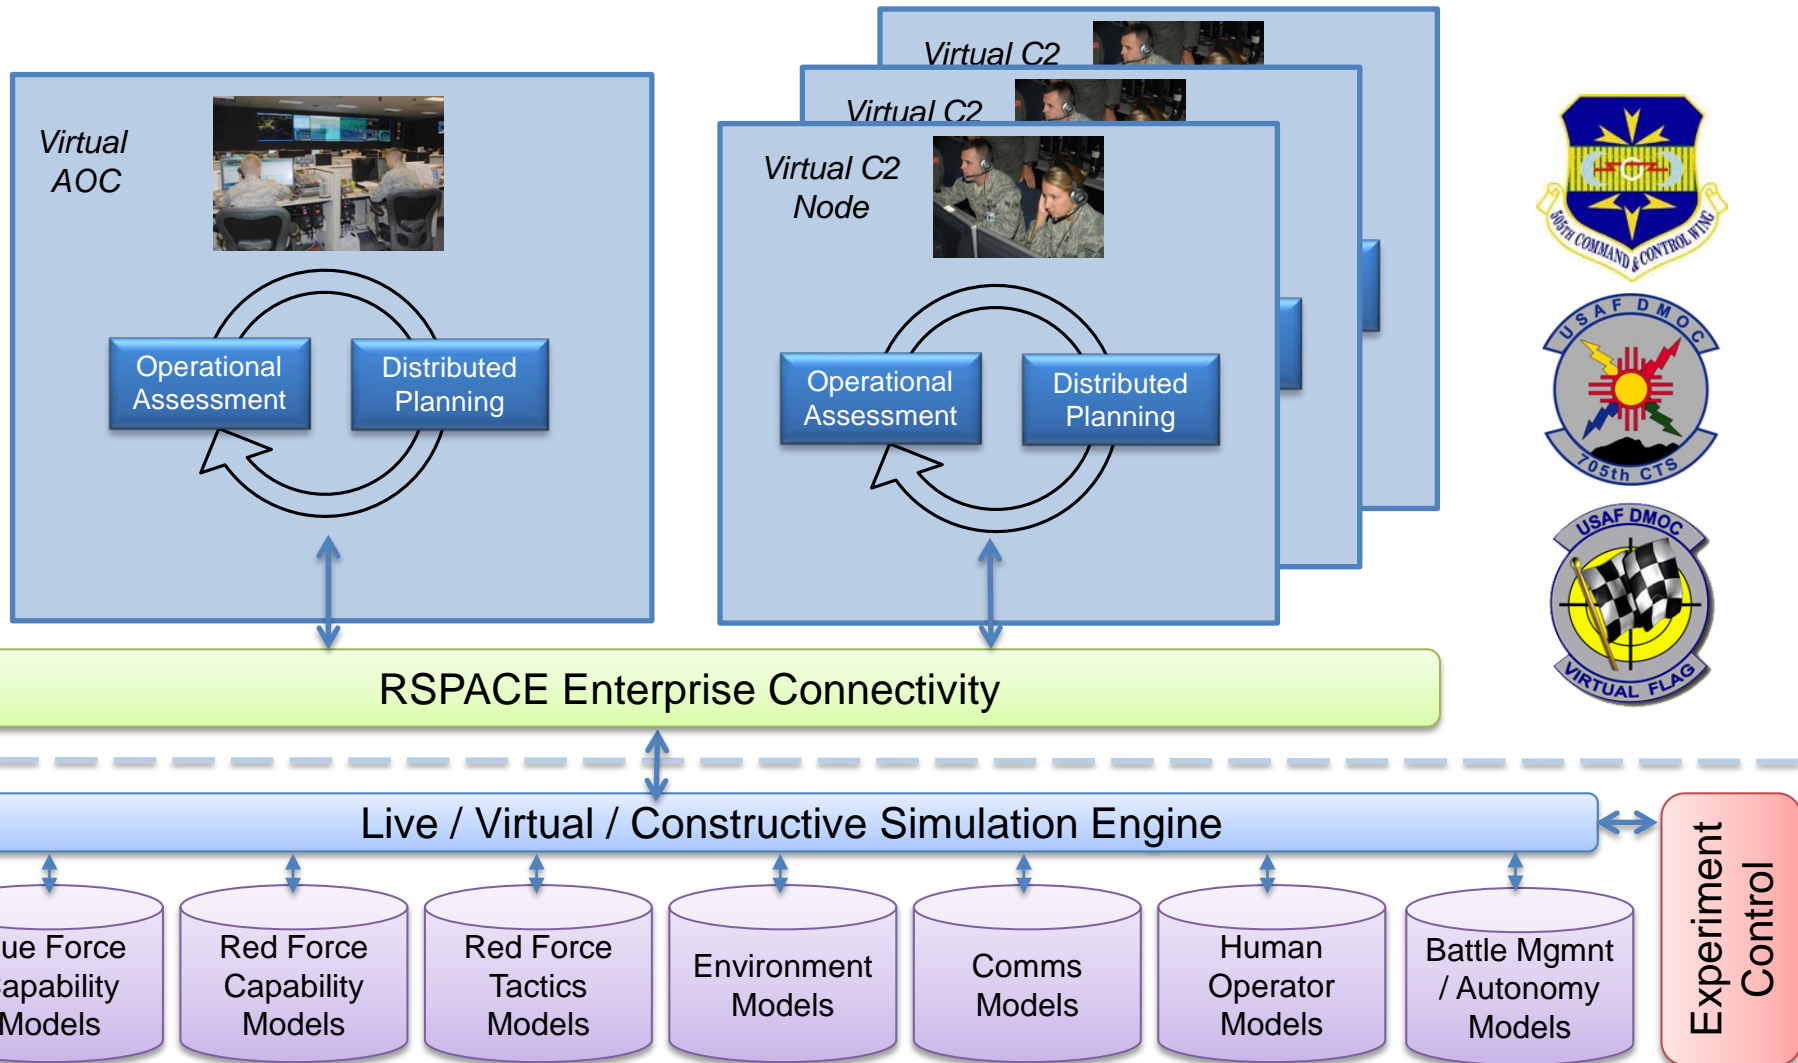 Virtual
AOC
Operational
Assessment
Distributed
Planning
Virtual C2
Virtual C2
Virtual C2
Node
Operational
Assessment
Distributed
Planning
505TH COMMAND & CONTROL WING
USAF DMOC
705th CTS
USAF DMOC
VIRTUAL FLAG
RSPACE Enterprise Connectivity
Live / Virtual / Constructive Simulation Engine
ue Force
apability
Models
Red Force
Capability
Models
Red Force
Tactics
Models
Environment
Models
Comms
Models
Human
Operator
Models
Battle Mgmnt
/ Autonomy
Models
Experiment
Control